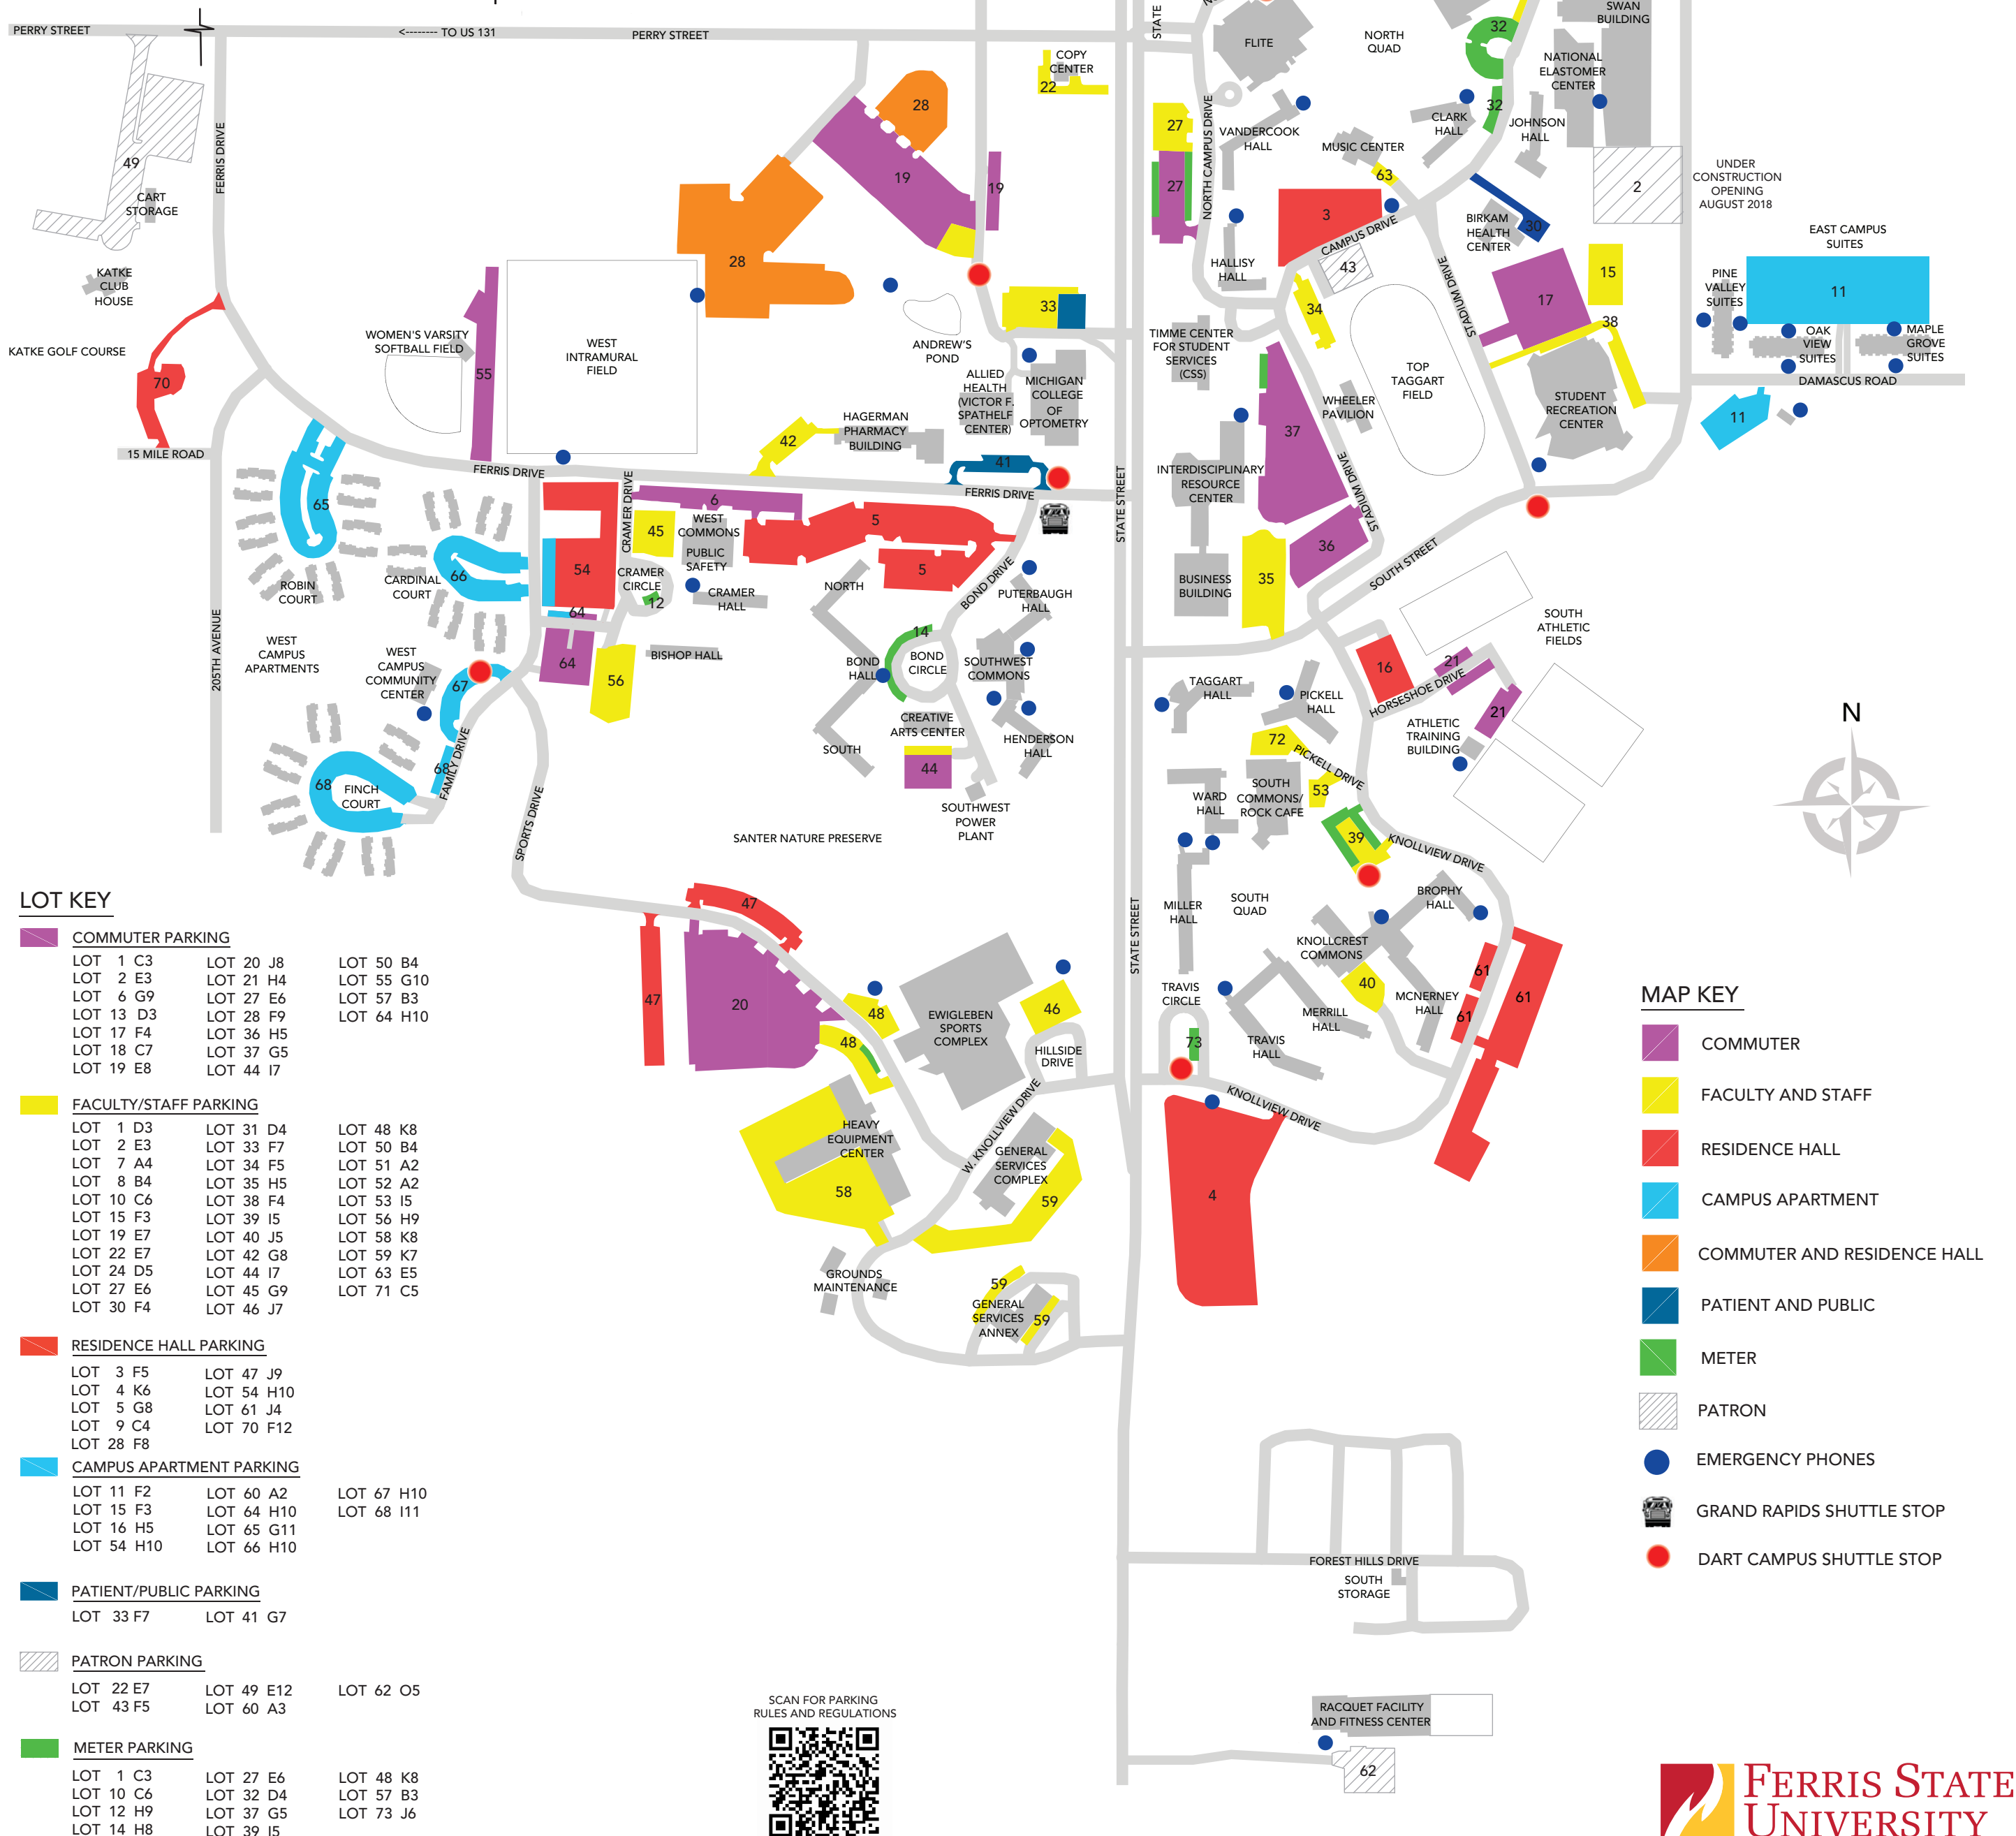 PERRY STREET
<-------- TO US 131
PERRY STREET
STATE
FLITE
NORTH
QUAD
32
SWAN
BUILDING
COPY
CENTER
22
NATIONAL
ELASTOMER
CENTER
28
27
NORTH CAMPUS DRIVE
VANDERCOOK
HALL
CLARK
HALL
32
JOHNSON
HALL
MUSIC CENTER
63
49
CART
STORAGE
FERRIS DRIVE
19
19
27
3
CAMPUS DRIVE
BIRKAM
HEALTH
CENTER
30
2
UNDER
CONSTRUCTION
OPENING
AUGUST 2018
EAST CAMPUS
SUITES
KATKE
CLUB
HOUSE
28
HALLISY
HALL
43
STADIUM DRIVE
STADIUM DRIVE
17
15
38
PINE
VALLEY
SUITES
11
OAK
VIEW
SUITES
MAPLE
GROVE
SUITES
DAMASCUS ROAD
11
KATKE GOLF COURSE
70
15 MILE ROAD
WOMEN'S VARSITY
SOFTBALL FIELD
55
WEST
INTRAMURAL
FIELD
ANDREW'S
POND
33
34
TIMME CENTER
FOR STUDENT
SERVICES
(CSS)
ALLIED
HEALTH
(VICTOR F.
SPATHELF
CENTER)
MICHIGAN
COLLEGE
OF
OPTOMETRY
TOP
TAGGART
FIELD
WHEELER
PAVILION
STUDENT
RECREATION
CENTER
42
HAGERMAN
PHARMACY
BUILDING
37
INTERDISCIPLINARY
RESOURCE
CENTER
STADIUM DRIVE
STATE STREET
FERRIS DRIVE
41
FERRIS DRIVE
65
CRAMER DRIVE
6
45
WEST
COMMONS
PUBLIC
SAFETY
5
5
36
35
BUSINESS
BUILDING
SOUTH STREET
ROBIN
COURT
CARDINAL
COURT
66
54
CRAMER
CIRCLE
12
CRAMER
HALL
NORTH
BOND DRIVE
PUTERBAUGH
HALL
SOUTH
ATHLETIC
FIELDS
205TH AVENUE
WEST
CAMPUS
APARTMENTS
WEST
CAMPUS
COMMUNITY
CENTER
64
64
56
BISHOP HALL
14
BOND
HALL
BOND
CIRCLE
SOUTHWEST
COMMONS
16
21
HORSESHOE DRIVE
21
67
TAGGART
HALL
PICKELL
HALL
ATHLETIC
TRAINING
BUILDING
N
CREATIVE
ARTS CENTER
HENDERSON
HALL
SOUTH
44
72
PICKELL DRIVE
68
FAMILY DRIVE
68
FINCH
COURT
SPORTS DRIVE
SOUTHWEST
POWER
PLANT
SANTER NATURE PRESERVE
WARD
HALL
SOUTH
COMMONS/
ROCK CAFE
53
39
KNOLLVIEW DRIVE
STATE STREET
MILLER
HALL
SOUTH
QUAD
BROPHY
HALL
KNOLLCREST
COMMONS
47
47
20
48
48
EWIGLEBEN
SPORTS
COMPLEX
46
HILLSIDE
DRIVE
TRAVIS
CIRCLE
73
TRAVIS
HALL
MERRILL
HALL
40
MCNERNEY
HALL
61
61
61
KNOLLVIEW DRIVE
4
HEAVY
EQUIPMENT
CENTER
58
W. KNOLLVIEW DRIVE
GENERAL
SERVICES
COMPLEX
59
GROUNDS
MAINTENANCE
59
GENERAL
SERVICES
ANNEX
59
FOREST HILLS DRIVE
SOUTH
STORAGE
RACQUET FACILITY
AND FITNESS CENTER
62
LOT KEY
COMMUTER PARKING
LOT 1 C3
LOT 2 E3
LOT 6 G9
LOT 13 D3
LOT 17 F4
LOT 18 C7
LOT 19 E8
LOT 20 J8
LOT 21 H4
LOT 27 E6
LOT 28 F9
LOT 36 H5
LOT 37 G5
LOT 44 I7
LOT 50 B4
LOT 55 G10
LOT 57 B3
LOT 64 H10
FACULTY/STAFF PARKING
LOT 1 D3
LOT 2 E3
LOT 7 A4
LOT 8 B4
LOT 10 C6
LOT 15 F3
LOT 19 E7
LOT 22 E7
LOT 24 D5
LOT 27 E6
LOT 30 F4
LOT 31 D4
LOT 33 F7
LOT 34 F5
LOT 35 H5
LOT 38 F4
LOT 39 I5
LOT 40 J5
LOT 42 G8
LOT 44 I7
LOT 45 G9
LOT 46 J7
LOT 48 K8
LOT 50 B4
LOT 51 A2
LOT 52 A2
LOT 53 I5
LOT 56 H9
LOT 58 K8
LOT 59 K7
LOT 63 E5
LOT 71 C5
RESIDENCE HALL PARKING
LOT 3 F5
LOT 4 K6
LOT 5 G8
LOT 9 C4
LOT 28 F8
LOT 47 J9
LOT 54 H10
LOT 61 J4
LOT 70 F12
CAMPUS APARTMENT PARKING
LOT 11 F2
LOT 15 F3
LOT 16 H5
LOT 54 H10
LOT 60 A2
LOT 64 H10
LOT 65 G11
LOT 66 H10
LOT 67 H10
LOT 68 I11
PATIENT/PUBLIC PARKING
LOT 33 F7
LOT 41 G7
PATRON PARKING
LOT 22 E7
LOT 43 F5
LOT 49 E12
LOT 60 A3
LOT 62 O5
METER PARKING
LOT 1 C3
LOT 10 C6
LOT 12 H9
LOT 14 H8
LOT 27 E6
LOT 32 D4
LOT 37 G5
LOT 39 I5
LOT 48 K8
LOT 57 B3
LOT 73 J6
SCAN FOR PARKING
RULES AND REGULATIONS
MAP KEY
COMMUTER
FACULTY AND STAFF
RESIDENCE HALL
CAMPUS APARTMENT
COMMUTER AND RESIDENCE HALL
PATIENT AND PUBLIC
METER
PATRON
EMERGENCY PHONES
GRAND RAPIDS SHUTTLE STOP
DART CAMPUS SHUTTLE STOP
FERRIS STATE
UNIVERSITY